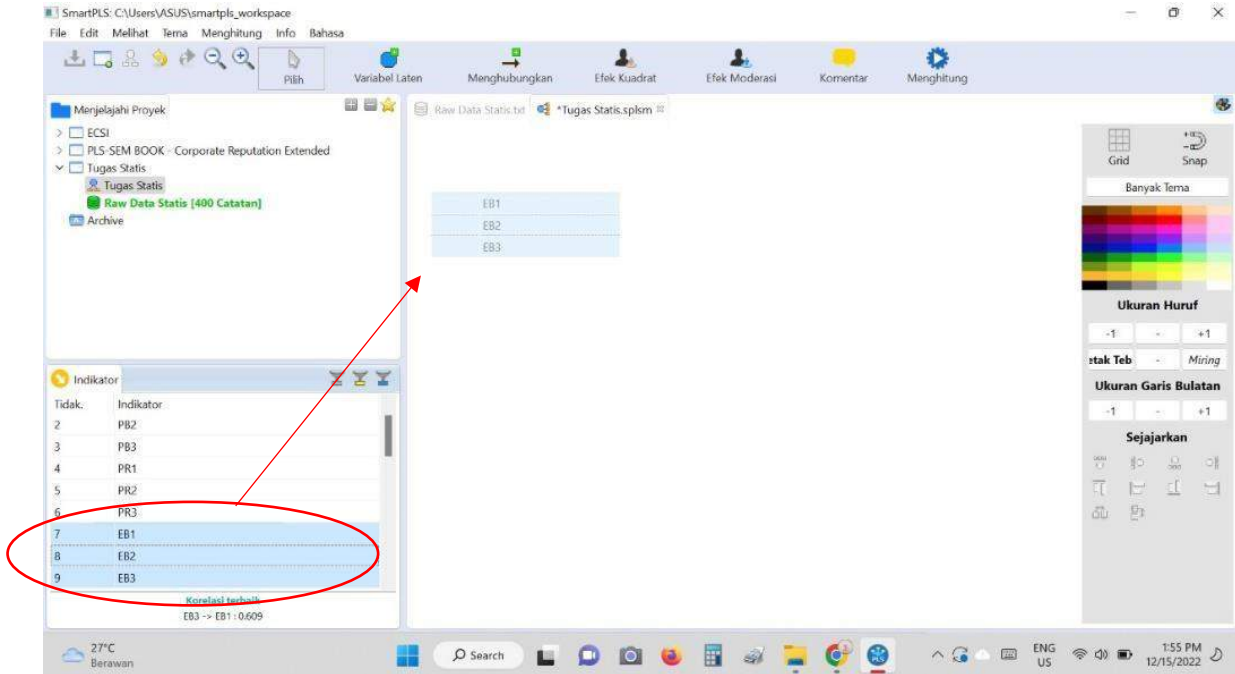 SmartPLS: C:\Users\ASUS\smartpls_workspace
File Edit Melihat Tema Menghitung Info Bahasa
Pilih
Variabel Laten
Menghubungkan
Efek Kuadrat
Efek Moderasi
Komentar
Menghitung
Menjelajahi Proyek
ECSI
PLS-SEM BOOK - Corporate Reputation Extended
Tugas Statis
Tugas Statis
Raw Data Statis [400 Catatan]
Archive
Raw Data Statis.txt
*Tugas Statis.splsm
EB1
EB2
EB3
Grid
Snap
Banyak Tema
Ukuran Huruf
-1 - +1
etak Teb - Miring
Ukuran Garis Bulatan
-1 - +1
Sejajarkan
Indikator
Tidak. Indikator
2 PB2
3 PB3
4 PR1
5 PR2
6 PR3
7 EB1
8 EB2
9 EB3
Korelasi terbaik
EB3 -> EB1 : 0.609
27°C
Berawan
Search
ENG
US
1:55 PM
12/15/2022